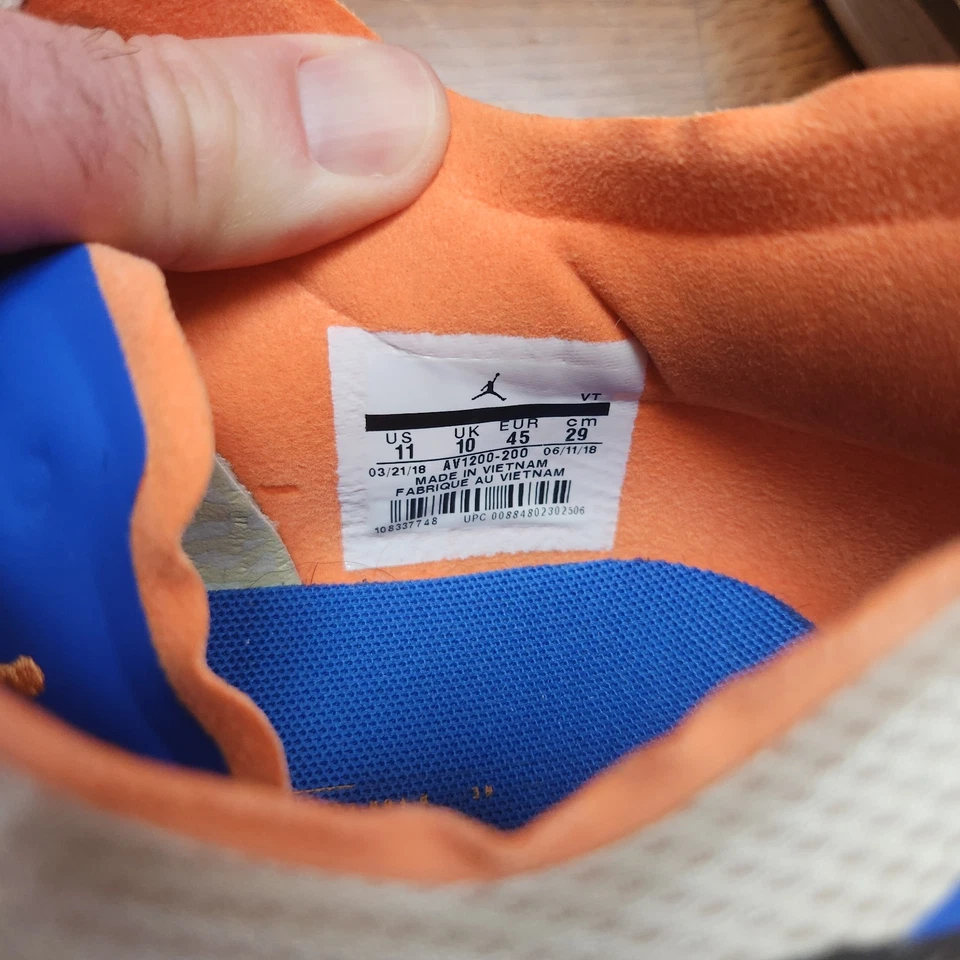 VT
US UK EUR cm
11 10 45 29
03/21/18 AV1200-200 06/11/18
MADE IN VIETNAM
FABRIQUE AU VIETNAM
108337748 UPC 00884802302506